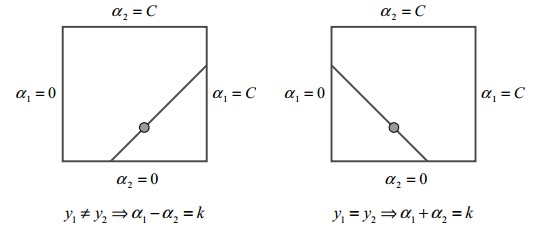 α₂ = C
α₁ = 0
α₁ = C
α₂ = 0
y₁ ≠ y₂ ⇒ α₁ − α₂ = k
α₂ = C
α₁ = 0
α₁ = C
α₂ = 0
y₁ = y₂ ⇒ α₁ + α₂ = k